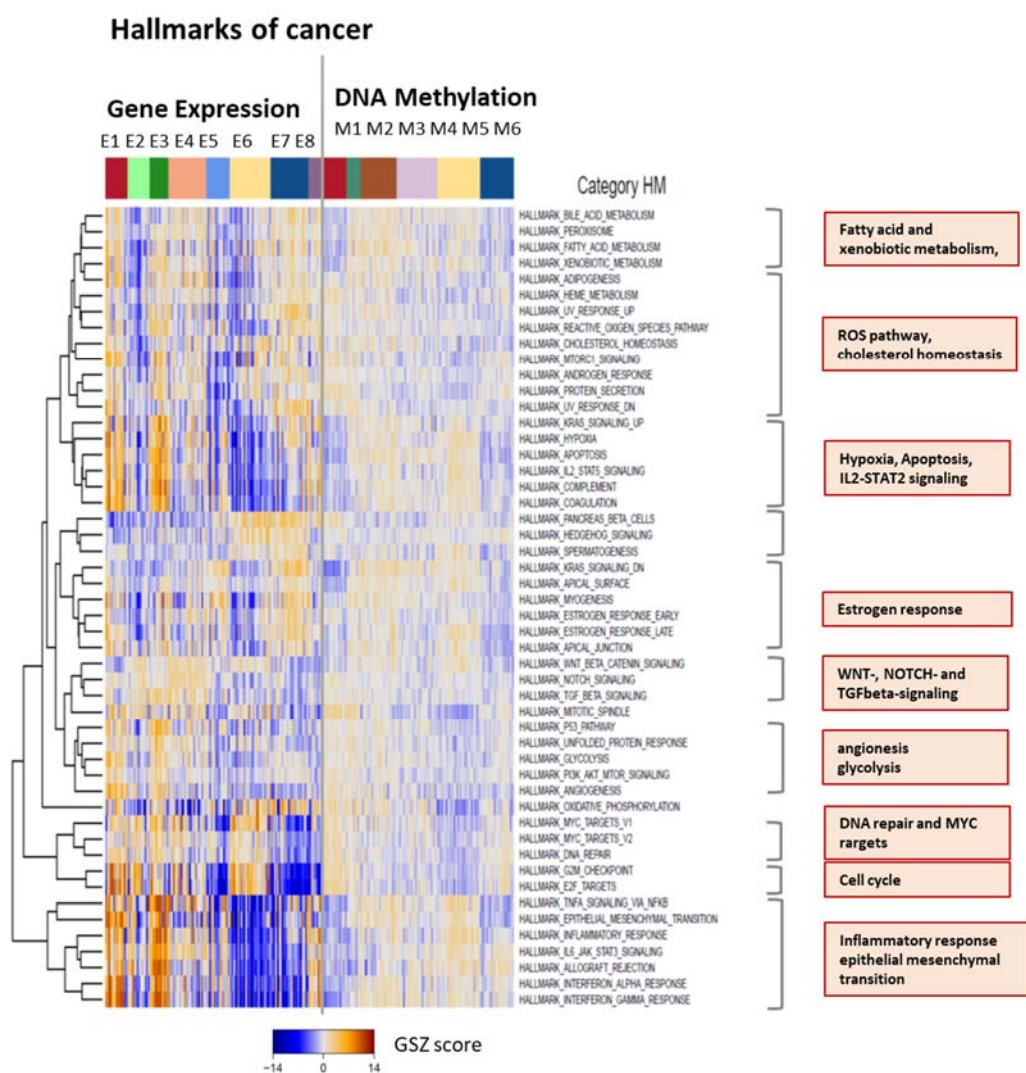 Hallmarks of cancer
Gene Expression
DNA Methylation
E1 E2 E3 E4 E5 E6 E7 E8
M1 M2 M3 M4 M5 M6
Category HM
HALLMARK_BILE_ACID_METABOLISM
HALLMARK_PEROXISOME
HALLMARK_FATTY_ACID_METABOLISM
HALLMARK_XENOBIOTIC_METABOLISM
HALLMARK_ADIPOGENESIS
HALLMARK_HEME_METABOLISM
HALLMARK_UV_RESPONSE_UP
HALLMARK_REACTIVE_OXIGEN_SPECIES_PATHWAY
HALLMARK_CHOLESTEROL_HOMEOSTASIS
HALLMARK_MTORC1_SIGNALING
HALLMARK_ANDROGEN_RESPONSE
HALLMARK_PROTEIN_SECRETION
HALLMARK_UV_RESPONSE_DN
HALLMARK_KRAS_SIGNALING_UP
HALLMARK_HYPOXIA
HALLMARK_APOPTOSIS
HALLMARK_IL2_STAT5_SIGNALING
HALLMARK_COMPLEMENT
HALLMARK_COAGULATION
HALLMARK_PANCREAS_BETA_CELLS
HALLMARK_HEDGEHOG_SIGNALING
HALLMARK_SPERMATOGENESIS
HALLMARK_KRAS_SIGNALING_DN
HALLMARK_APICAL_SURFACE
HALLMARK_MYOGENESIS
HALLMARK_ESTROGEN_RESPONSE_EARLY
HALLMARK_ESTROGEN_RESPONSE_LATE
HALLMARK_APICAL_JUNCTION
HALLMARK_WNT_BETA_CATENIN_SIGNALING
HALLMARK_NOTCH_SIGNALING
HALLMARK_TGF_BETA_SIGNALING
HALLMARK_MITOTIC_SPINDLE
HALLMARK_P53_PATHWAY
HALLMARK_UNFOLDED_PROTEIN_RESPONSE
HALLMARK_GLYCOLYSIS
HALLMARK_PI3K_AKT_MTOR_SIGNALING
HALLMARK_ANGIOGENESIS
HALLMARK_OXIDATIVE_PHOSPHORYLATION
HALLMARK_MYC_TARGETS_V1
HALLMARK_MYC_TARGETS_V2
HALLMARK_DNA_REPAIR
HALLMARK_G2M_CHECKPOINT
HALLMARK_E2F_TARGETS
HALLMARK_TNFA_SIGNALING_VIA_NFKB
HALLMARK_EPITHELIAL_MESENCHYMAL_TRANSITION
HALLMARK_INFLAMMATORY_RESPONSE
HALLMARK_IL6_JAK_STAT3_SIGNALING
HALLMARK_ALLOGRAFT_REJECTION
HALLMARK_INTERFERON_ALPHA_RESPONSE
HALLMARK_INTERFERON_GAMMA_RESPONSE
Fatty acid and
xenobiotic metabolism,
ROS pathway,
cholesterol homeostasis
Hypoxia, Apoptosis,
IL2-STAT2 signaling
Estrogen response
WNT-, NOTCH- and
TGFbeta-signaling
angionesis
glycolysis
DNA repair and MYC
rargets
Cell cycle
Inflammatory response
epithelial mesenchymal
transition
GSZ score
-14 0 14